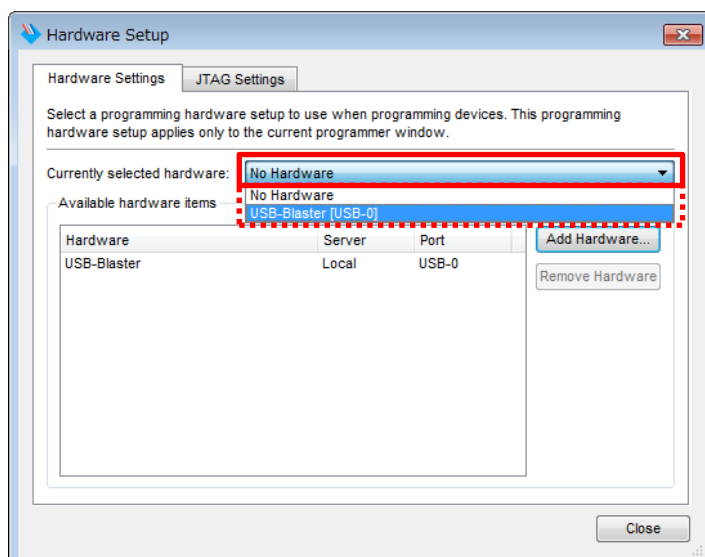 Hardware Setup
Hardware Settings
JTAG Settings
Select a programming hardware setup to use when programming devices. This programming
hardware setup applies only to the current programmer window.
Currently selected hardware:
No Hardware
No Hardware
USB-Blaster [USB-0]
Available hardware items
Hardware Server Port
USB-Blaster Local USB-0
Add Hardware...
Remove Hardware
Close